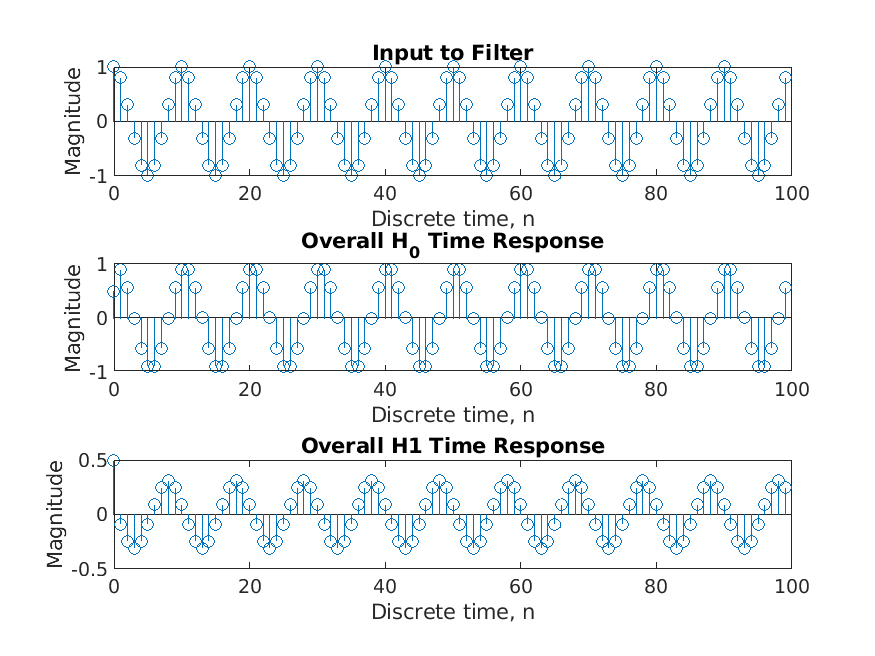 Input to Filter
Magnitude
1
0
-1
0 20 40 60 80 100
Discrete time, n
Overall H0 Time Response
Magnitude
1
0
-1
0 20 40 60 80 100
Discrete time, n
Overall H1 Time Response
Magnitude
0.5
0
-0.5
0 20 40 60 80 100
Discrete time, n